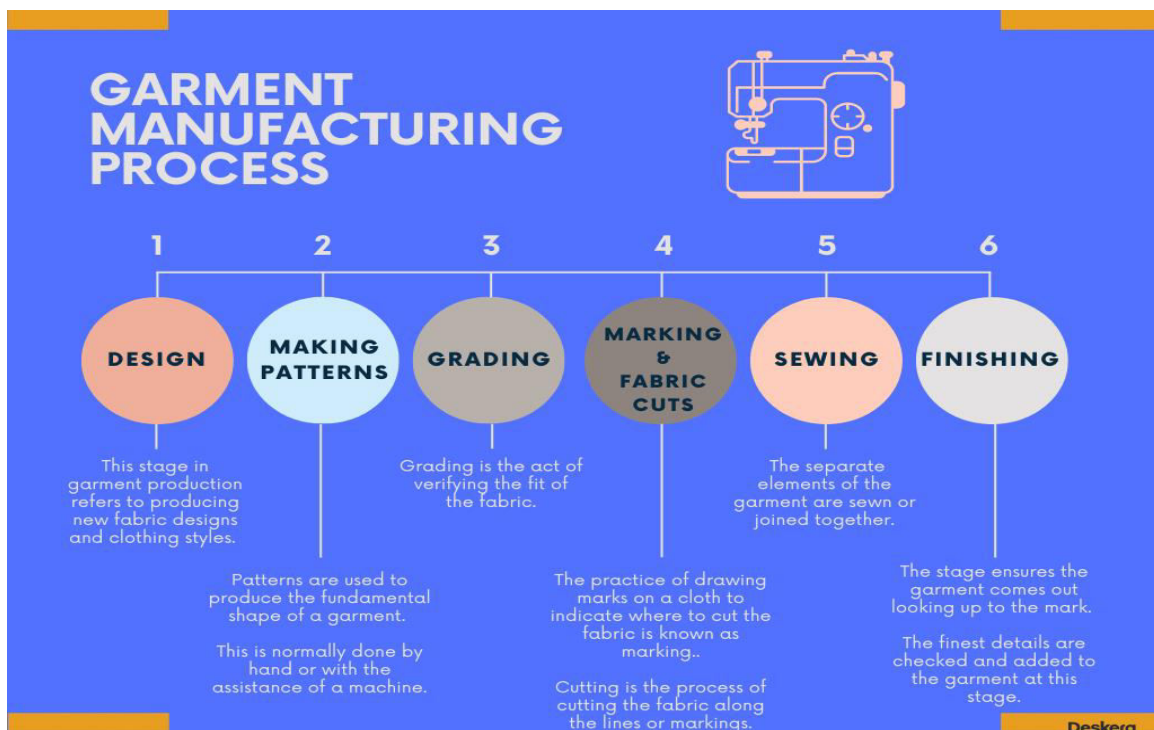 GARMENT
MANUFACTURING
PROCESS
1
2
3
4
5
6
DESIGN
MAKING
PATTERNS
GRADING
MARKING
&
FABRIC
CUTS
SEWING
FINISHING
This stage in
garment production
refers to producing
new fabric designs
and clothing styles.
Patterns are used to
produce the fundamental
shape of a garment.
This is normally done by
hand or with the
assistance of a machine.
Grading is the act of
verifying the fit of
the fabric.
The practice of drawing
marks on a cloth to
indicate where to cut the
fabric is known as
marking..
Cutting is the process of
cutting the fabric along
the lines or markings.
The separate
elements of the
garment are sewn or
joined together.
The stage ensures the
garment comes out
looking up to the mark.
The finest details are
checked and added to
the garment at this
stage.
Deskera